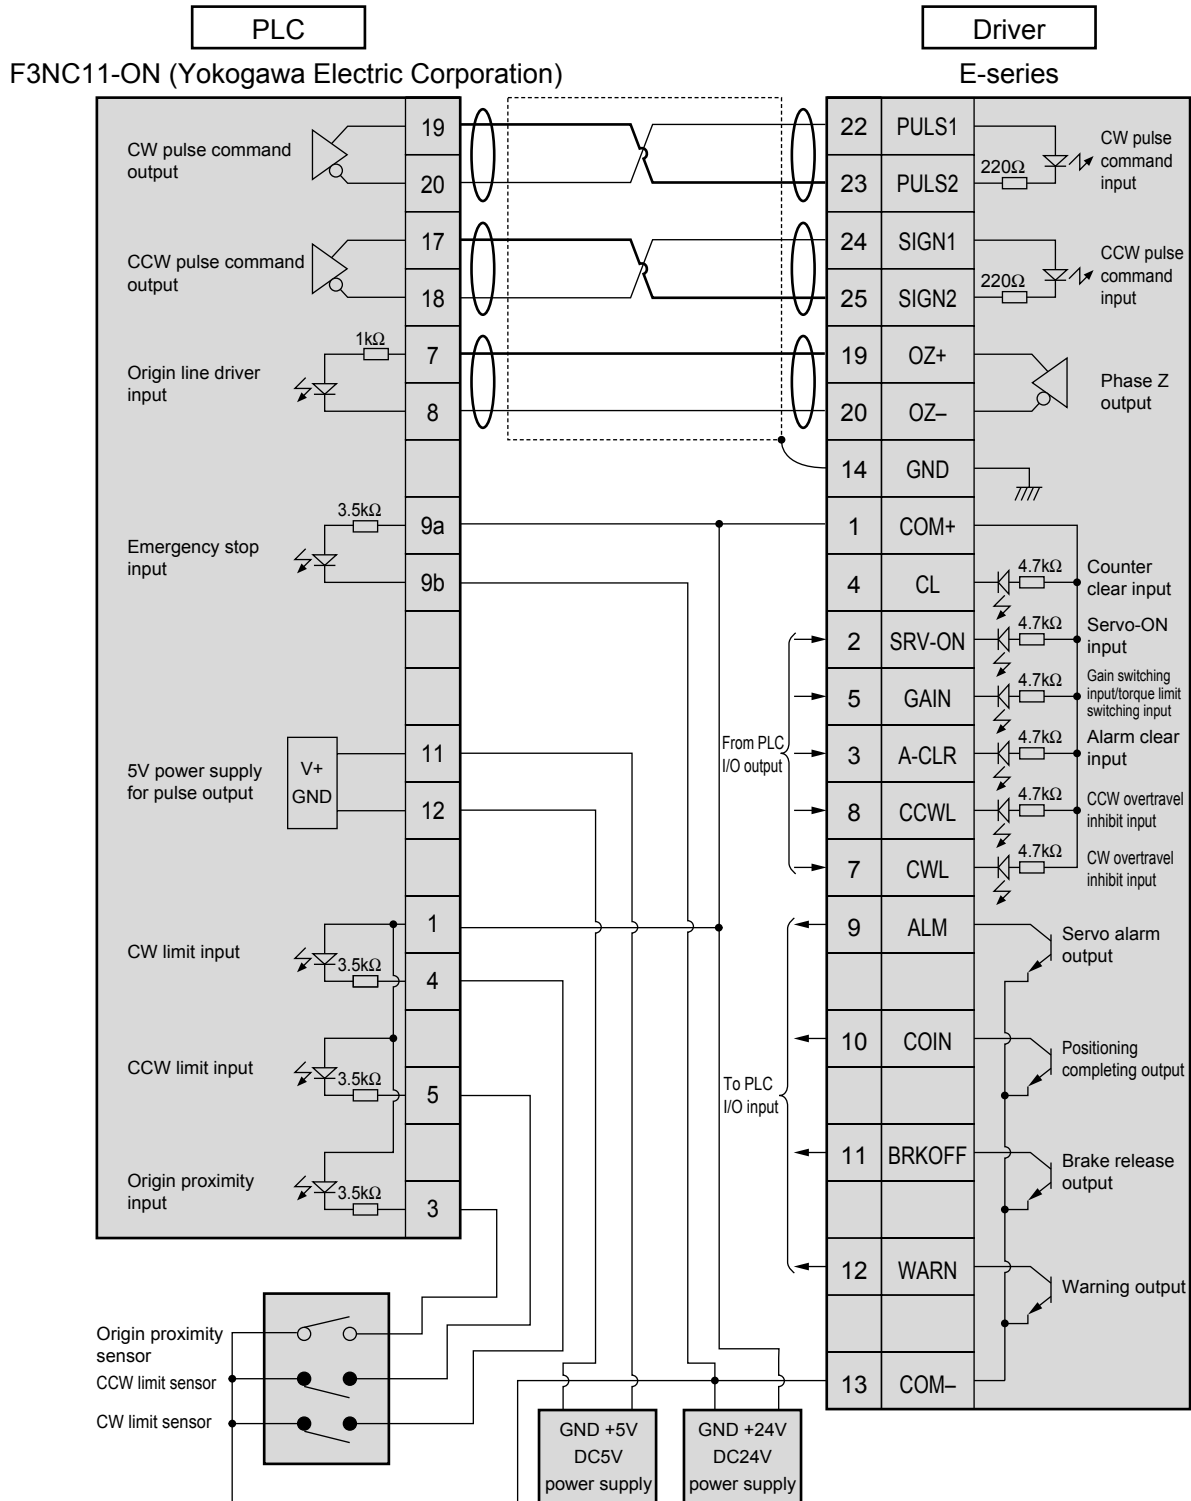 PLC
Driver
F3NC11-ON (Yokogawa Electric Corporation)
E-series
CW pulse command
output
19
20
CCW pulse command
output
17
18
Origin line driver
input
1kΩ
7
8
Emergency stop
input
3.5kΩ
9a
9b
5V power supply
for pulse output
V+
GND
11
12
CW limit input
3.5kΩ
1
4
CCW limit input
3.5kΩ
5
Origin proximity
input
3.5kΩ
3
22 PULS1
23 PULS2
220Ω
CW pulse
command
input
24 SIGN1
25 SIGN2
220Ω
CCW pulse
command
input
19 OZ+
20 OZ–
Phase Z
output
14 GND
1 COM+
4 CL
4.7kΩ
Counter
clear input
2 SRV-ON
4.7kΩ
Servo-ON
input
5 GAIN
4.7kΩ
Gain switching
input/torque limit
switching input
From PLC
I/O output
3 A-CLR
4.7kΩ
Alarm clear
input
8 CCWL
4.7kΩ
CCW overtravel
inhibit input
7 CWL
4.7kΩ
CW overtravel
inhibit input
9 ALM
Servo alarm
output
10 COIN
Positioning
completing output
To PLC
I/O input
11 BRKOFF
Brake release
output
12 WARN
Warning output
13 COM–
Origin proximity
sensor
CCW limit sensor
CW limit sensor
GND +5V
DC5V
power supply
GND +24V
DC24V
power supply